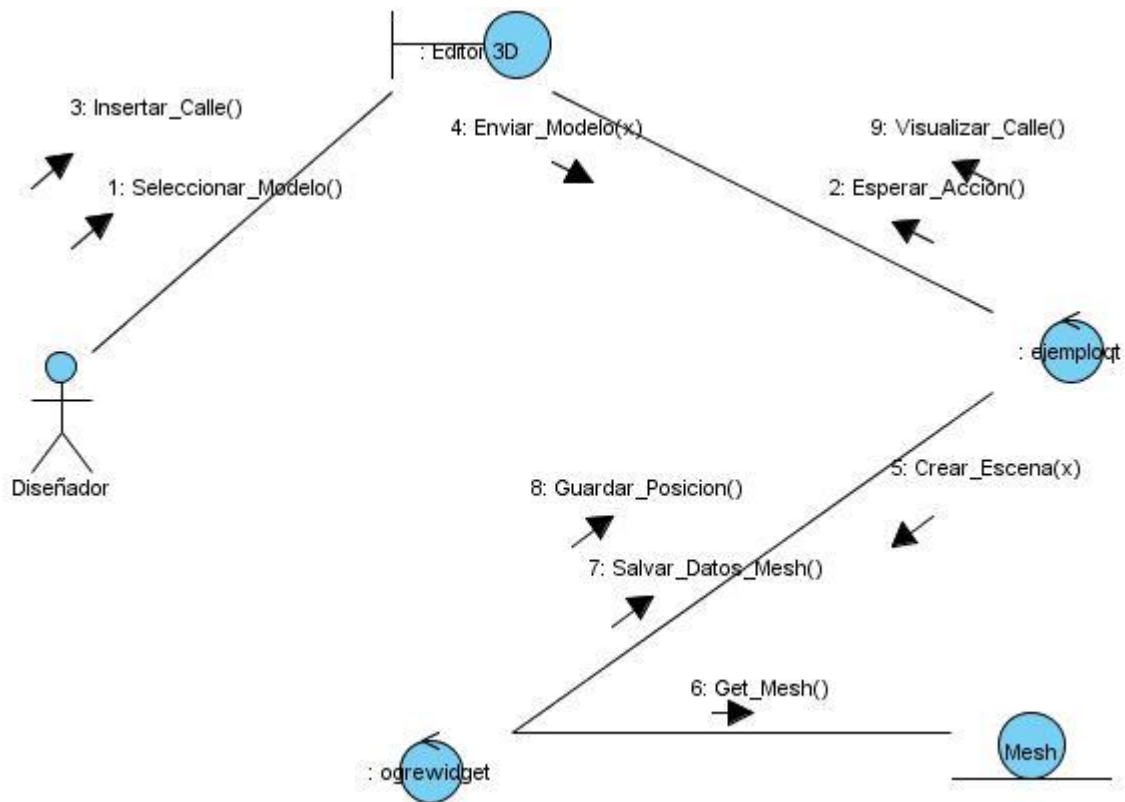 : Editor 3D
3: Insertar_Calle()
4: Enviar_Modelo(x)
9: Visualizar_Calle()
1: Seleccionar_Modelo()
2: Esperar_Accion()
: ejemploqt
Diseñador
5: Crear_Escena(x)
8: Guardar_Posicion()
7: Salvar_Datos_Mesh()
6: Get_Mesh()
: ogrewidget
Mesh